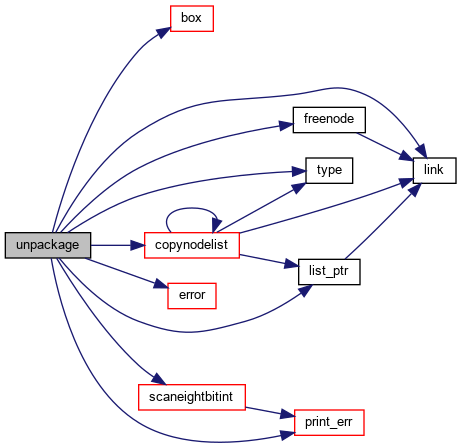 box
freenode
link
type
unpackage
copynodelist
list_ptr
error
scaneightbitint
print_err